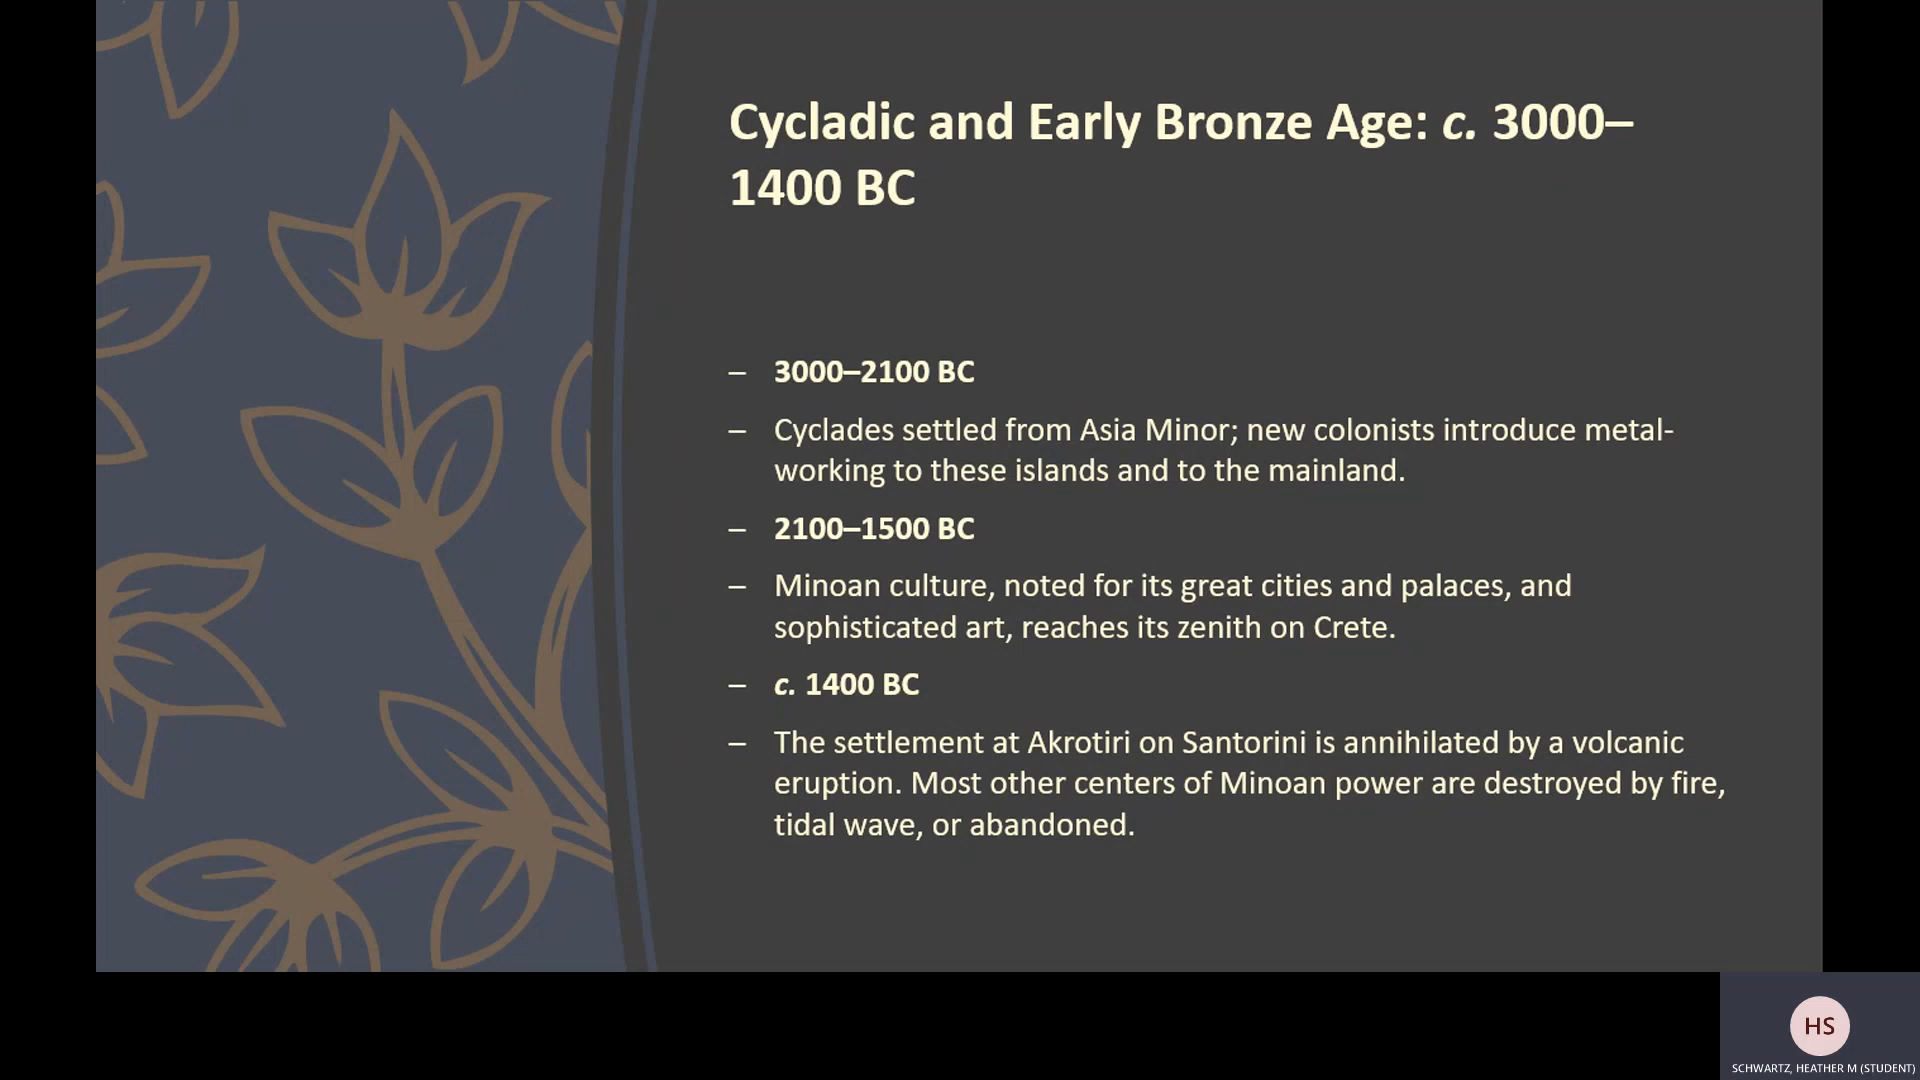 Cycladic and Early Bronze Age: c. 3000–
1400 BC
– 3000–2100 BC
– Cyclades settled from Asia Minor; new colonists introduce metal-
working to these islands and to the mainland.
– 2100–1500 BC
– Minoan culture, noted for its great cities and palaces, and
sophisticated art, reaches its zenith on Crete.
– c. 1400 BC
– The settlement at Akrotiri on Santorini is annihilated by a volcanic
eruption. Most other centers of Minoan power are destroyed by fire,
tidal wave, or abandoned.
HS
SCHWARTZ, HEATHER M (STUDENT)